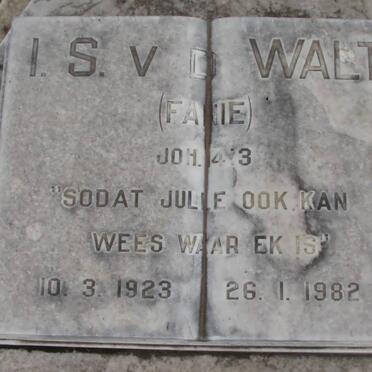 I. S. V D WALT
(FANIE)
JOH. 14:3
"SODAT JULLE OOK KAN
WEES WAAR EK IS"
10. 3. 1923 26. 1. 1982